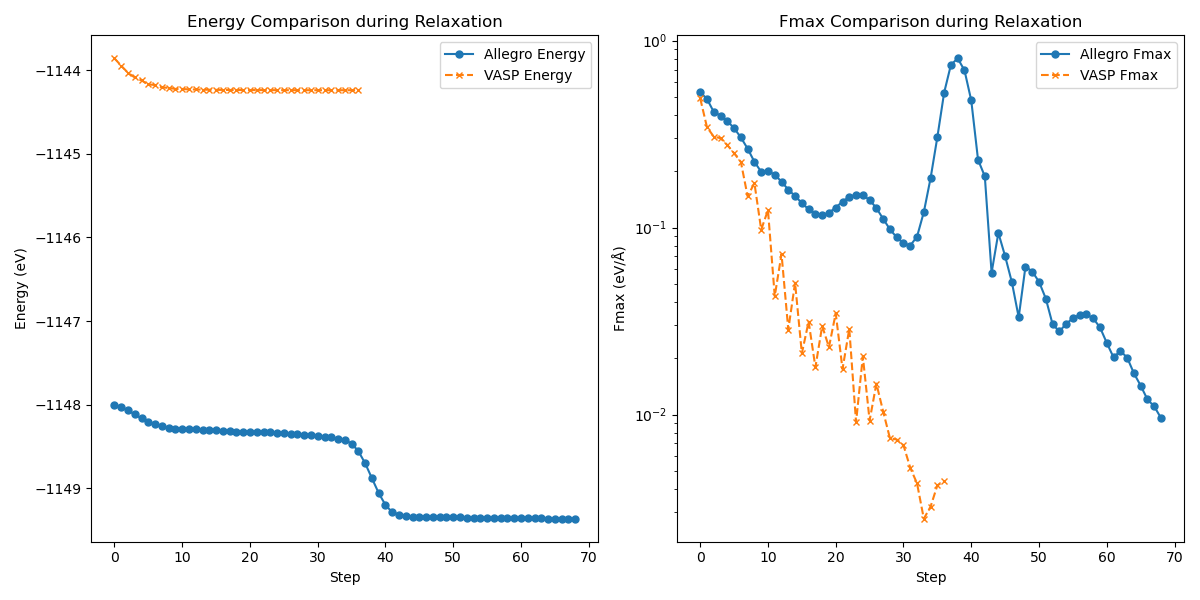 Energy Comparison during Relaxation
Allegro Energy
VASP Energy
Energy (eV)
−1144
−1145
−1146
−1147
−1148
−1149
0 10 20 30 40 50 60 70
Step
Fmax Comparison during Relaxation
Allegro Fmax
VASP Fmax
Fmax (eV/Å)
10⁰
10⁻¹
10⁻²
0 10 20 30 40 50 60 70
Step